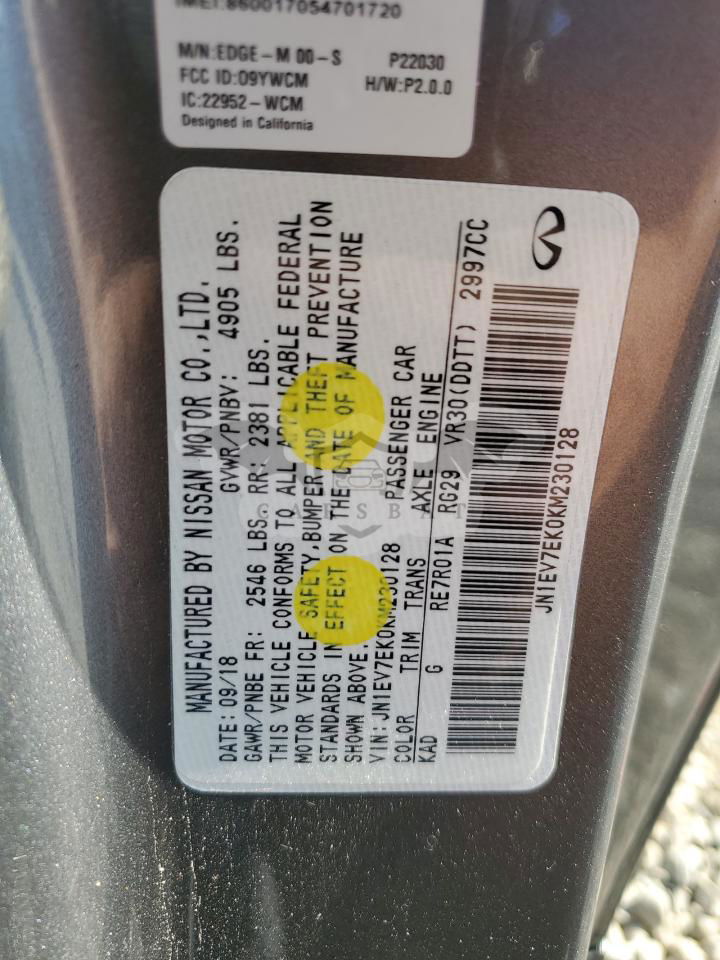 IMEI:860017054701720
M/N:EDGE-M 00-S P22030
FCC ID:O9YWCM H/W:P2.0.0
IC:22952-WCM
Designed in California
MANUFACTURED BY NISSAN MOTOR CO.,LTD.
DATE:09/18 GVWR/PNBV: 4905 LBS.
GAWR/PNBE FR: 2546 LBS. RR: 2381 LBS.
THIS VEHICLE CONFORMS TO ALL APPLICABLE FEDERAL
MOTOR VEHICLE SAFETY,BUMPER,AND THEFT PREVENTION
STANDARDS IN EFFECT ON THE DATE OF MANUFACTURE
SHOWN ABOVE.
VIN:JN1EV7EK0KM230128 PASSENGER CAR
COLOR TRIM TRANS AXLE ENGINE
KAD G RE7R01A RG29 VR30(DDTT) 2997CC
JN1EV7EK0KM230128